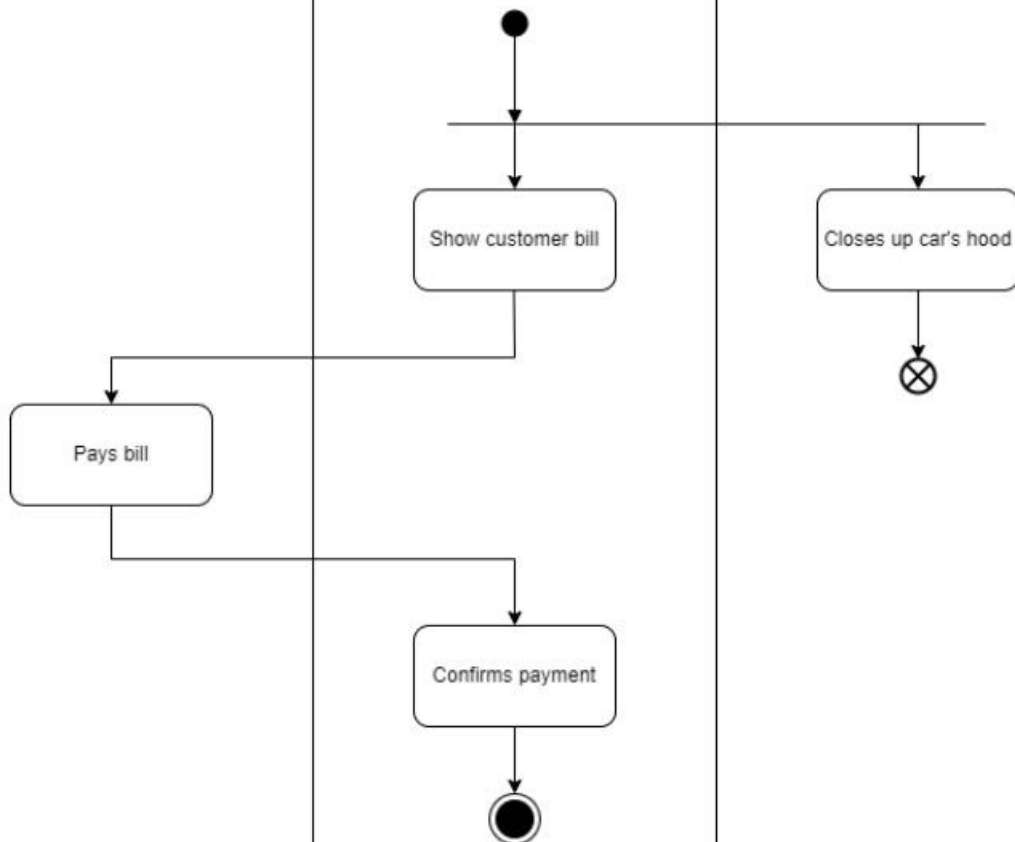 Show customer bill
Closes up car's hood
Pays bill
Confirms payment